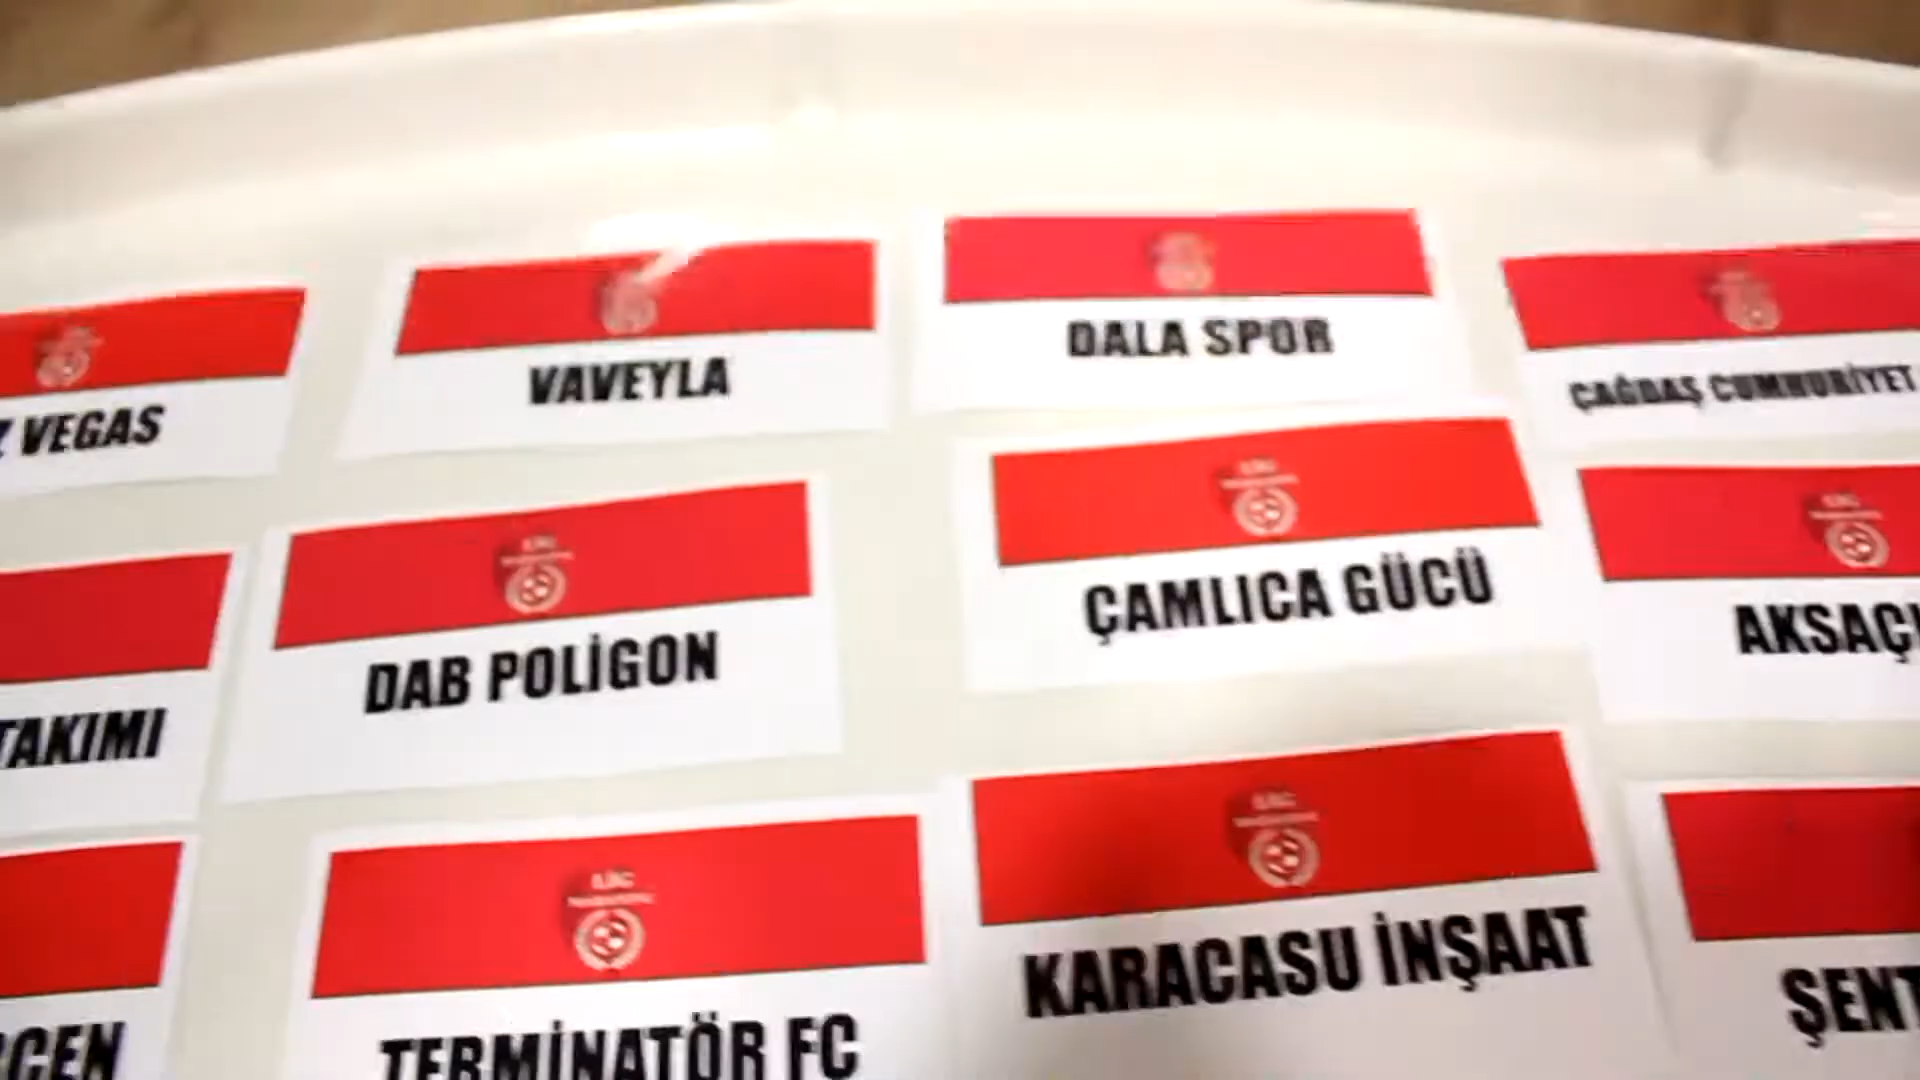 VEGAS
VAVEYLA
DALA SPOR
ÇAĞDAŞ CUMHURİYET
TAKIMI
DAB POLİGON
ÇAMLICA GÜCÜ
TERMİNATÖR FC
KARACASU İNŞAAT